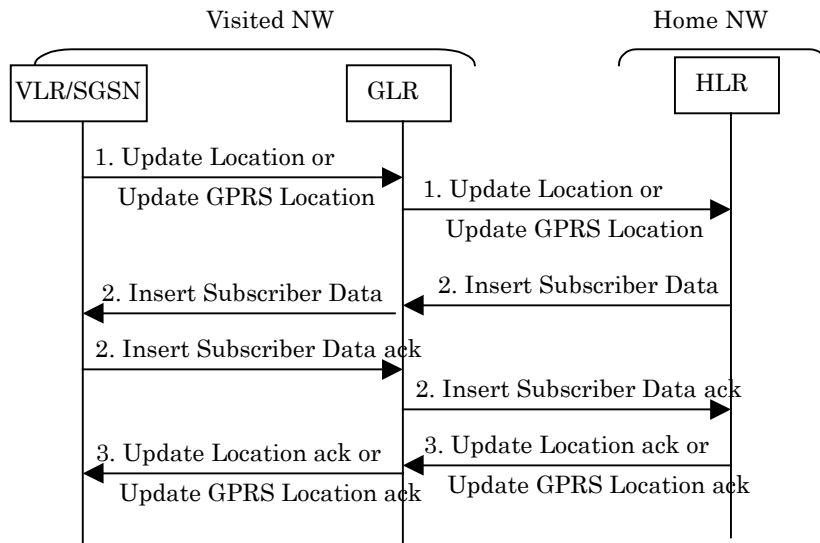 Visited NW
Home NW
VLR/SGSN
GLR
HLR
1. Update Location or
Update GPRS Location
1. Update Location or
Update GPRS Location
2. Insert Subscriber Data
2. Insert Subscriber Data
2. Insert Subscriber Data ack
2. Insert Subscriber Data ack
3. Update Location ack or
Update GPRS Location ack
3. Update Location ack or
Update GPRS Location ack